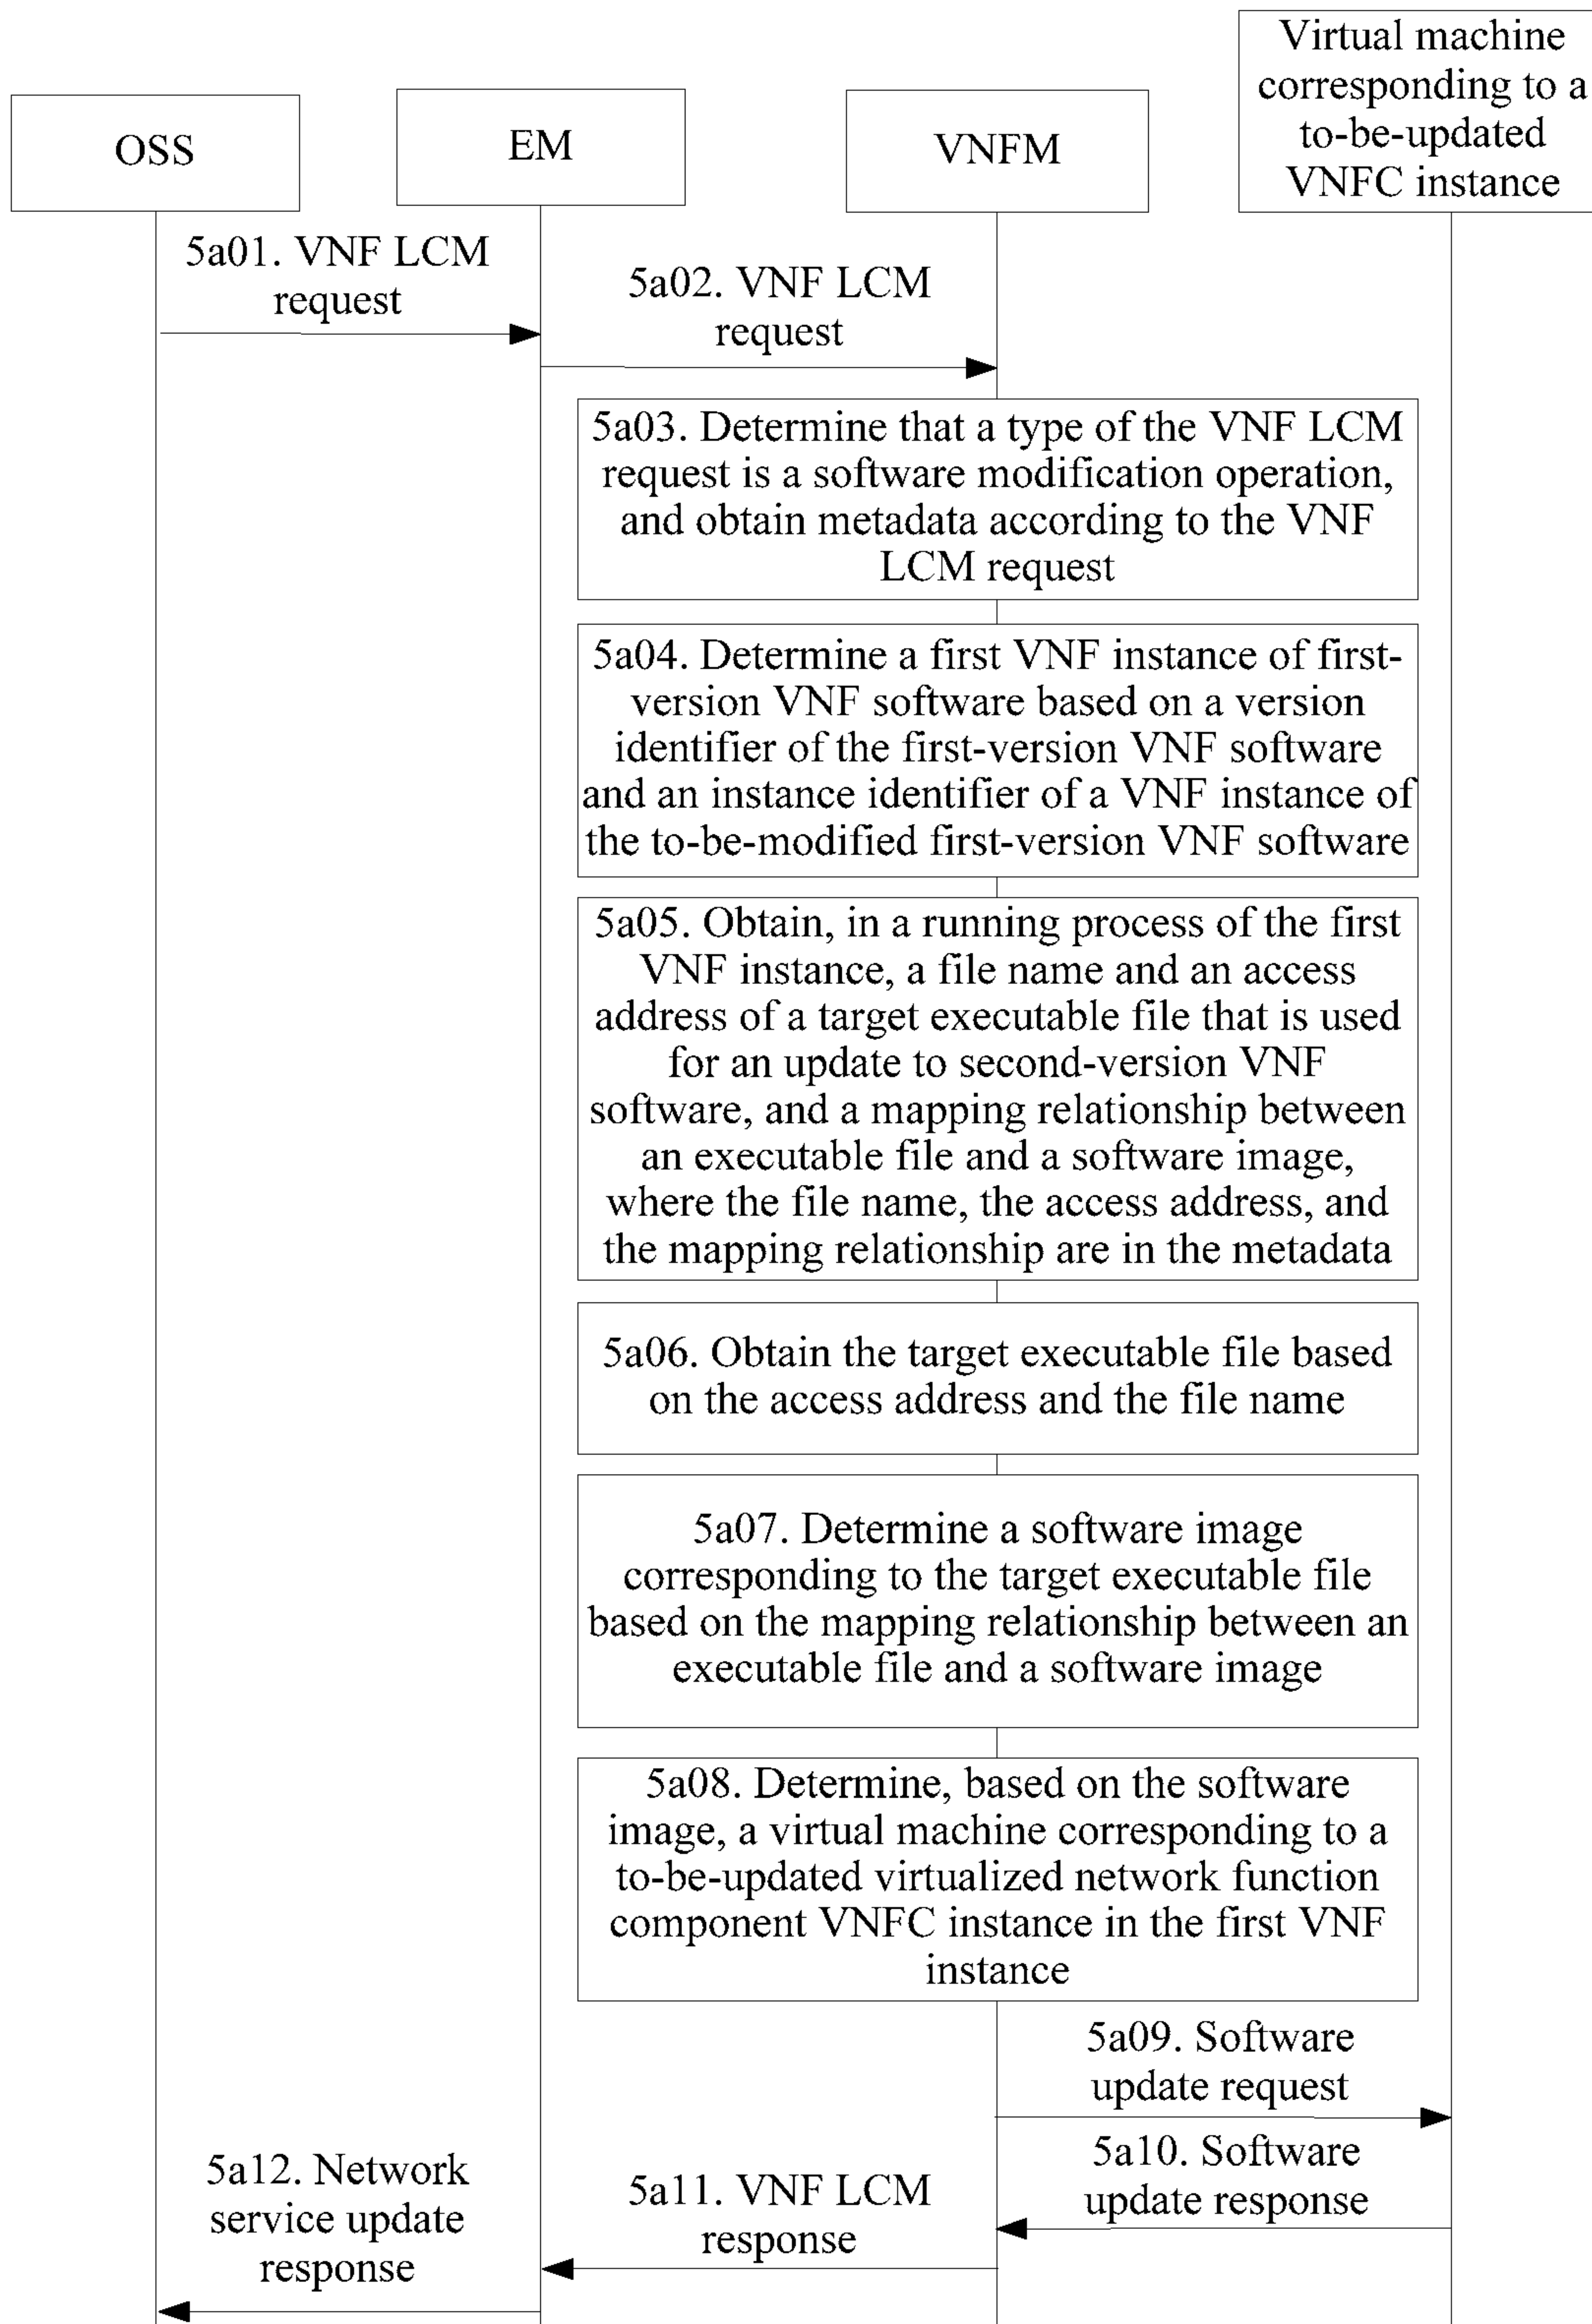 OSS
EM
VNFM
Virtual machine
corresponding to a
to-be-updated
VNFC instance
5a01. VNF LCM
request
5a02. VNF LCM
request
5a03. Determine that a type of the VNF LCM
request is a software modification operation,
and obtain metadata according to the VNF
LCM request
5a04. Determine a first VNF instance of first-
version VNF software based on a version
identifier of the first-version VNF software
and an instance identifier of a VNF instance of
the to-be-modified first-version VNF software
5a05. Obtain, in a running process of the first
VNF instance, a file name and an access
address of a target executable file that is used
for an update to second-version VNF
software, and a mapping relationship between
an executable file and a software image,
where the file name, the access address, and
the mapping relationship are in the metadata
5a06. Obtain the target executable file based
on the access address and the file name
5a07. Determine a software image
corresponding to the target executable file
based on the mapping relationship between an
executable file and a software image
5a08. Determine, based on the software
image, a virtual machine corresponding to a
to-be-updated virtualized network function
component VNFC instance in the first VNF
instance
5a09. Software
update request
5a10. Software
update response
5a11. VNF LCM
response
5a12. Network
service update
response